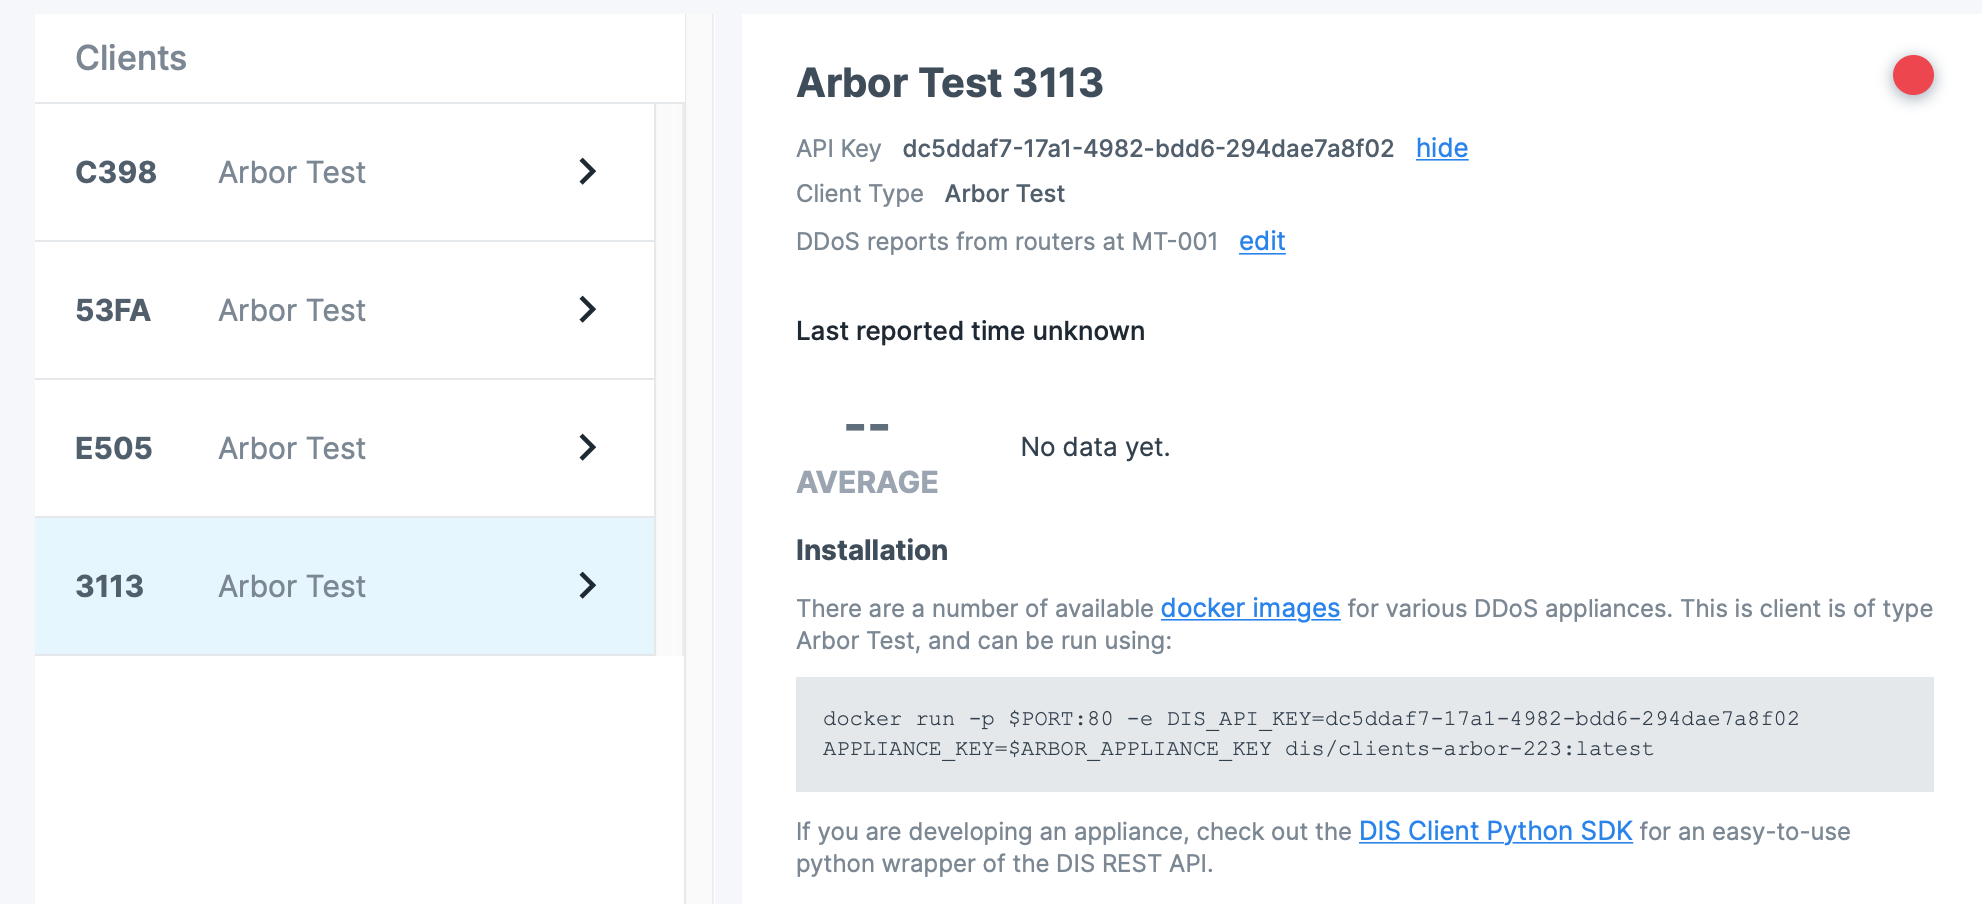 Clients
C398 Arbor Test
53FA Arbor Test
E505 Arbor Test
3113 Arbor Test
Arbor Test 3113
API Key dc5ddaf7-17a1-4982-bdd6-294dae7a8f02 hide
Client Type Arbor Test
DDoS reports from routers at MT-001 edit
Last reported time unknown
--
AVERAGE
No data yet.
Installation
There are a number of available docker images for various DDoS appliances. This is client is of type
Arbor Test, and can be run using:
docker run -p $PORT:80 -e DIS_API_KEY=dc5ddaf7-17a1-4982-bdd6-294dae7a8f02
APPLIANCE_KEY=$ARBOR_APPLIANCE_KEY dis/clients-arbor-223:latest
If you are developing an appliance, check out the DIS Client Python SDK for an easy-to-use
python wrapper of the DIS REST API.